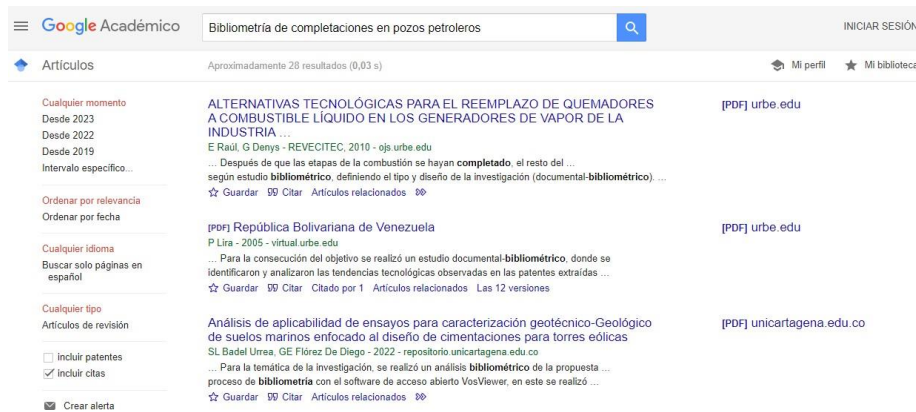 Google Académico
Bibliometría de completaciones en pozos petroleros
INICIAR SESIÓN
Artículos
Aproximadamente 28 resultados (0,03 s)
Mi perfil
Mi biblioteca
Cualquier momento
Desde 2023
Desde 2022
Desde 2019
Intervalo específico...
Ordenar por relevancia
Ordenar por fecha
Cualquier idioma
Buscar solo páginas en
español
Cualquier tipo
Artículos de revisión
incluir patentes
incluir citas
Crear alerta
ALTERNATIVAS TECNOLÓGICAS PARA EL REEMPLAZO DE QUEMADORES
A COMBUSTIBLE LÍQUIDO EN LOS GENERADORES DE VAPOR DE LA
INDUSTRIA ...
E Raúl, G Denys - REVECITEC, 2010 - ojs.urbe.edu
... Después de que las etapas de la combustión se hayan completado, el resto del ...
según estudio bibliométrico, definiendo el tipo y diseño de la investigación (documental-bibliométrico). ...
Guardar Citar Artículos relacionados
[PDF] urbe.edu
[PDF] República Bolivariana de Venezuela
P Lira - 2005 - virtual.urbe.edu
... Para la consecución del objetivo se realizó un estudio documental-bibliométrico, donde se
identificaron y analizaron las tendencias tecnológicas observadas en las patentes extraídas ...
Guardar Citar Citado por 1 Artículos relacionados Las 12 versiones
[PDF] urbe.edu
Análisis de aplicabilidad de ensayos para caracterización geotécnico-Geológico
de suelos marinos enfocado al diseño de cimentaciones para torres eólicas
SL Badel Urrea, GE Flórez De Diego - 2022 - repositorio.unicartagena.edu.co
... Para la temática de la investigación, se realizó un análisis bibliométrico de la propuesta ...
proceso de bibliometría con el software de acceso abierto VosViewer, en este se realizó ...
Guardar Citar Artículos relacionados
[PDF] unicartagena.edu.co